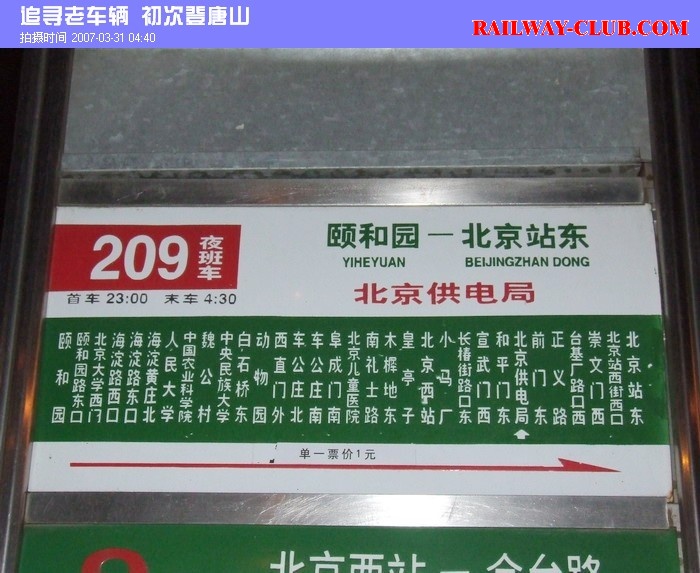 追寻老车辆 初次登唐山
拍摄时间 2007-03-31 04:40
RAILWAY-CLUB.COM
209 夜班车
颐和园 — 北京站东
YIHEYUAN BEIJINGZHAN DONG
首车 23:00 末车 4:30
北京供电局
颐和园
颐和园路东口
北京大学西门
海淀路西口
海淀路东口
海淀黄庄北
人民大学
中国农业科学院
魏公村
中央民族大学
白石桥东
动物园
西直门外
车公庄北
车公庄南
阜成门南
北京儿童医院
南礼士路
木樨地东
皇亭子
北京西站
小马厂
长椿街路口东
宣武门西
和平门东
北京供电局
前门东
正义路
台基厂路口西
崇文门西
北京站西街西口
北京站东
单一票价1元
北京西站 — 金台路